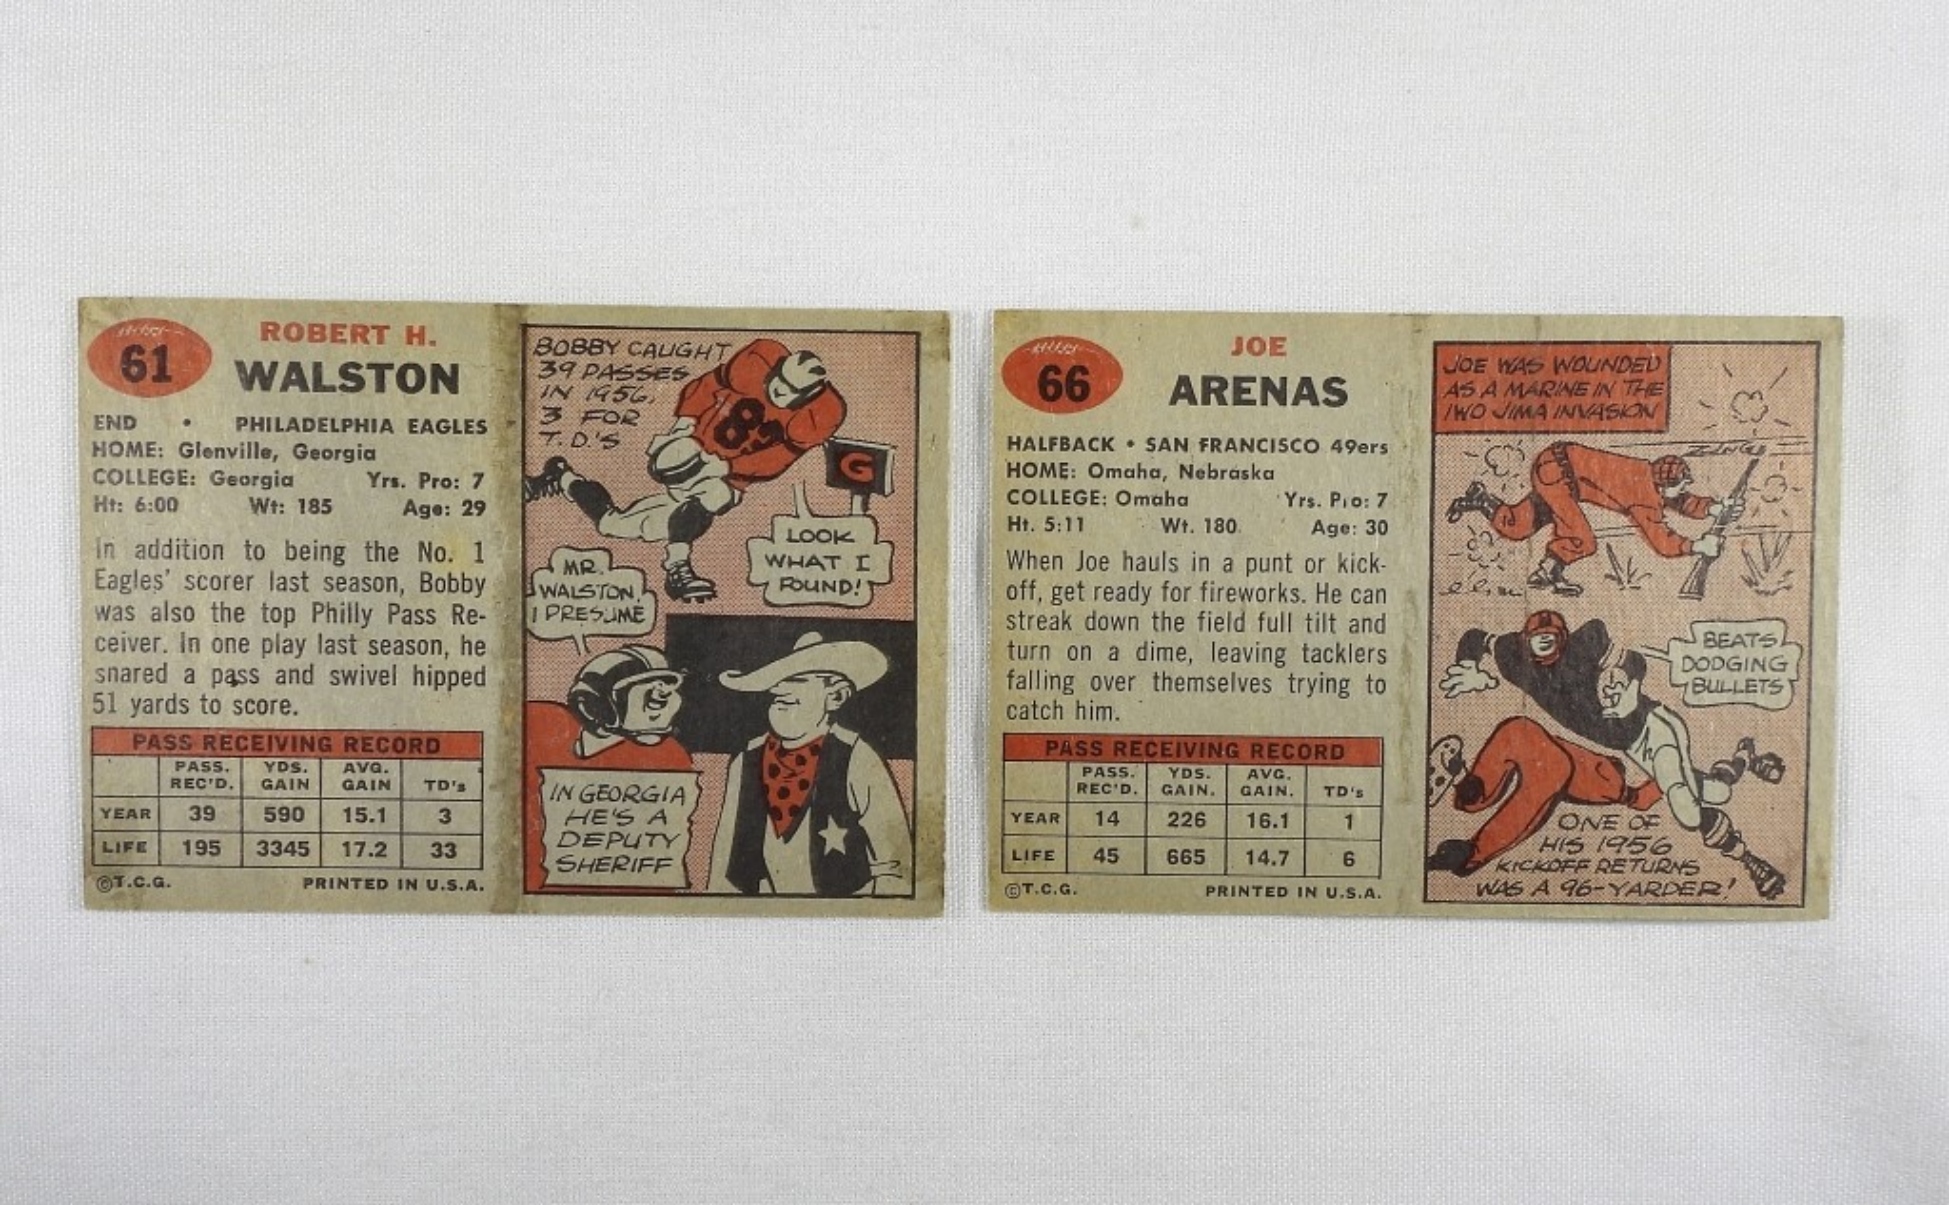 61
ROBERT H.
WALSTON
END • PHILADELPHIA EAGLES
HOME: Glenville, Georgia
COLLEGE: Georgia Yrs. Pro: 7
Ht: 6:00 Wt: 185 Age: 29
In addition to being the No. 1
Eagles' scorer last season, Bobby
was also the top Philly Pass Re-
ceiver. In one play last season, he
snared a pass and swivel hipped
51 yards to score.
PASS RECEIVING RECORD
PASS. REC'D. YDS. GAIN AVG. GAIN TD's
YEAR 39 590 15.1 3
LIFE 195 3345 17.2 33
©T.C.G. PRINTED IN U.S.A.
BOBBY CAUGHT
39 PASSES
IN 1956,
3 FOR
T.D.'S
83
G
LOOK
WHAT I
FOUND!
MR.
WALSTON,
I PRESUME
IN GEORGIA
HE'S A
DEPUTY
SHERIFF
66
JOE
ARENAS
HALFBACK • SAN FRANCISCO 49ers
HOME: Omaha, Nebraska
COLLEGE: Omaha Yrs. Pro: 7
Ht. 5:11 Wt. 180 Age: 30
When Joe hauls in a punt or kick-
off, get ready for fireworks. He can
streak down the field full tilt and
turn on a dime, leaving tacklers
falling over themselves trying to
catch him.
PASS RECEIVING RECORD
PASS. REC'D. YDS. GAIN. AVG. GAIN. TD's
YEAR 14 226 16.1 1
LIFE 45 665 14.7 6
©T.C.G. PRINTED IN U.S.A.
JOE WAS WOUNDED
AS A MARINE IN THE
IWO JIMA INVASION
ZING
BEATS
DODGING
BULLETS
ONE OF
HIS 1956
KICKOFF RETURNS
WAS A 96-YARDER!